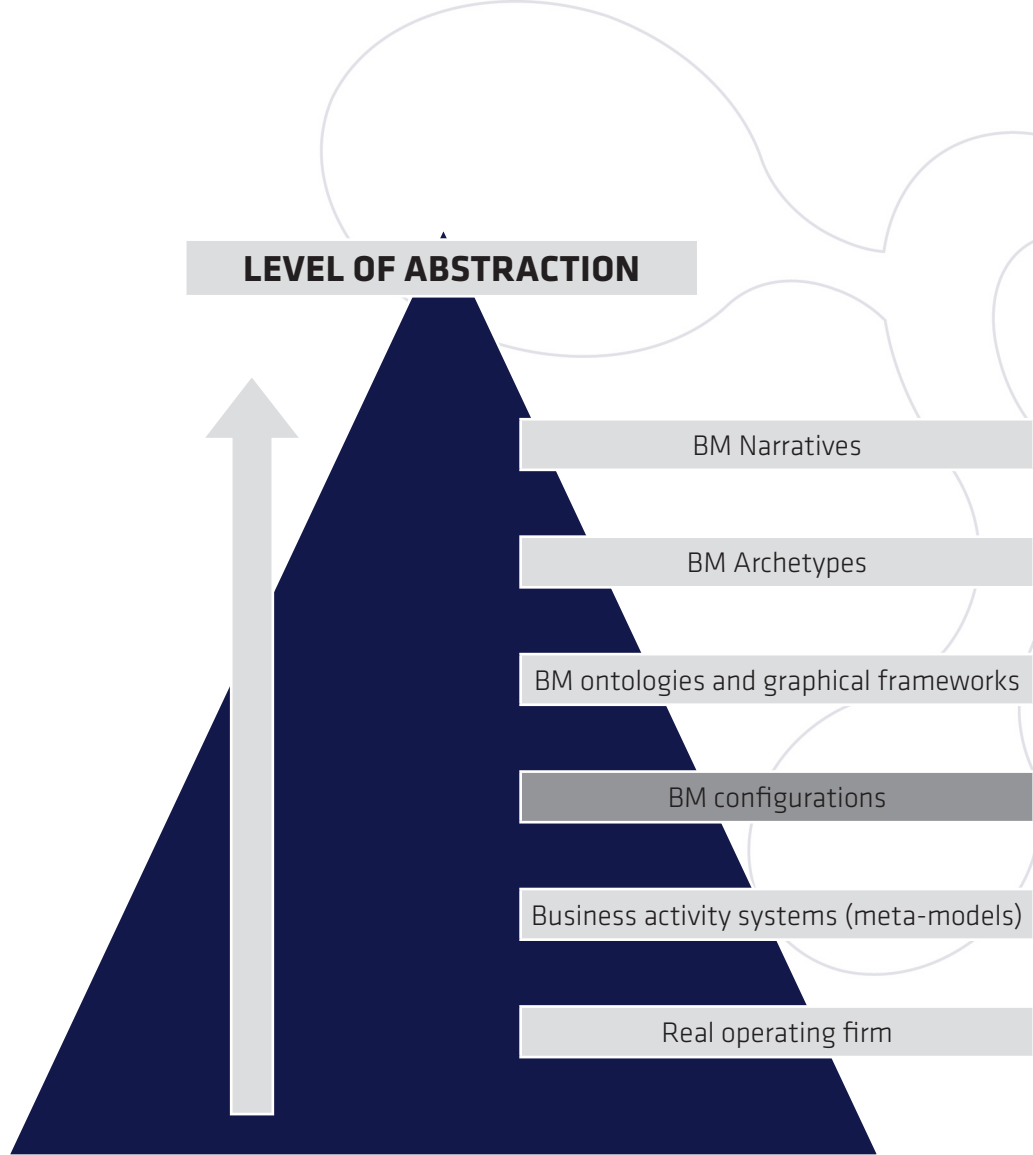 LEVEL OF ABSTRACTION
BM Narratives
BM Archetypes
BM ontologies and graphical frameworks
BM configurations
Business activity systems (meta-models)
Real operating firm